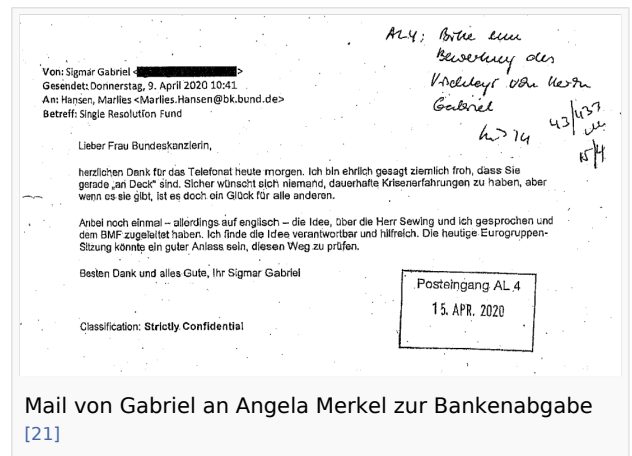 AL4: Bitte um
Bewertung des
Vorschlags von Herrn
Gabriel
43/433
15/4
Von: Sigmar Gabriel < >
Gesendet: Donnerstag, 9. April 2020 10:41
An: Hansen, Marlies <Marlies.Hansen@bk.bund.de>
Betreff: Single Resolution Fund
Lieber Frau Bundeskanzlerin,
herzlichen Dank für das Telefonat heute morgen. Ich bin ehrlich gesagt ziemlich froh, dass Sie
gerade „an Deck“ sind. Sicher wünscht sich niemand, dauerhafte Krisenerfahrungen zu haben, aber
wenn es sie gibt, ist es doch ein Glück für alle anderen.
Anbei noch einmal – allerdings auf englisch – die Idee, über die Herr Sewing und ich gesprochen und
dem BMF zugeleitet haben. Ich finde die Idee verantwortbar und hilfreich. Die heutige Eurogruppen-
Sitzung könnte ein guter Anlass sein, diesen Weg zu prüfen.
Besten Dank und alles Gute, Ihr Sigmar Gabriel
Posteingang AL 4
15. APR. 2020
Classification: Strictly Confidential
Mail von Gabriel an Angela Merkel zur Bankenabgabe
[21]